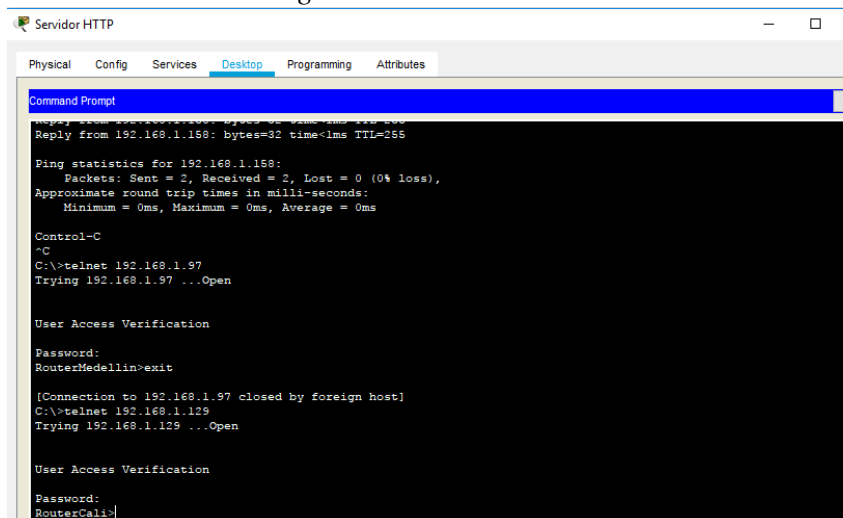 Servidor HTTP
Physical Config Services Desktop Programming Attributes
Command Prompt
Reply from 192.168.1.158: bytes=32 time<1ms TTL=255
Ping statistics for 192.168.1.158:
Packets: Sent = 2, Received = 2, Lost = 0 (0% loss),
Approximate round trip times in milli-seconds:
Minimum = 0ms, Maximum = 0ms, Average = 0ms
Control-C
^C
C:\>telnet 192.168.1.97
Trying 192.168.1.97 ...Open
User Access Verification
Password:
RouterMedellin>exit
[Connection to 192.168.1.97 closed by foreign host]
C:\>telnet 192.168.1.129
Trying 192.168.1.129 ...Open
User Access Verification
Password:
RouterCali>